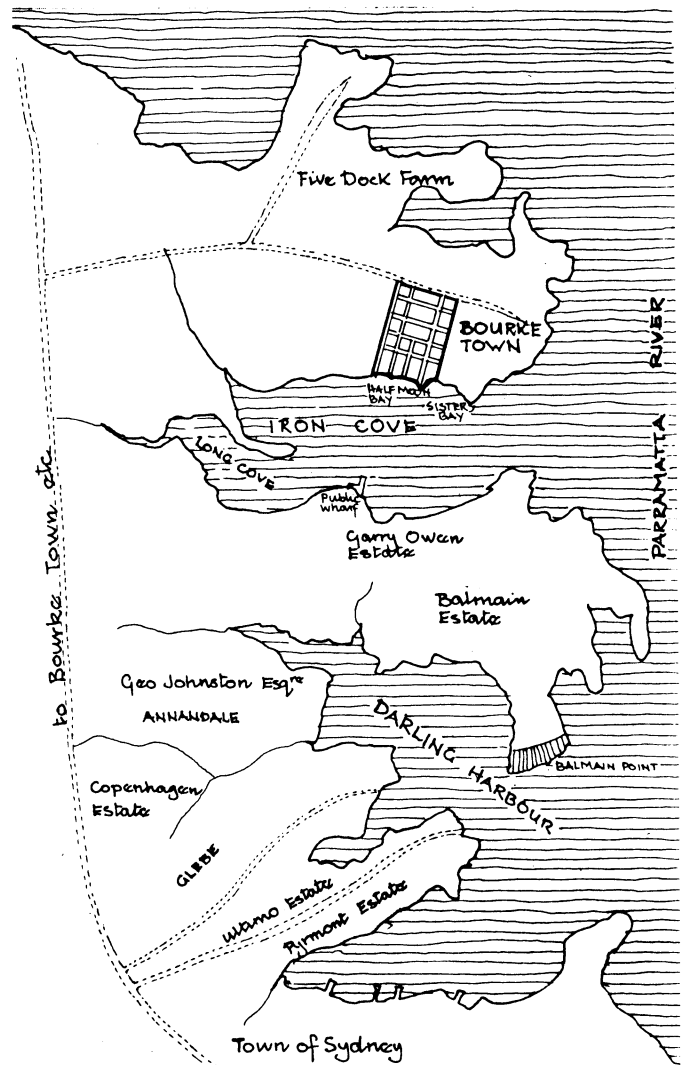 Five Dock Farm
BOURKE
TOWN
PARRAMATTA RIVER
HALF MOON
BAY
SISTERS
BAY
IRON COVE
LONG COVE
Public
wharf
Garry Owen
Estate
Balmain
Estate
to Bourke Town etc.
Geo Johnston Esqre
ANNANDALE
DARLING HARBOUR
BALMAIN POINT
Copenhagen
Estate
GLEBE
Ultimo Estate
Pyrmont Estate
Town of Sydney